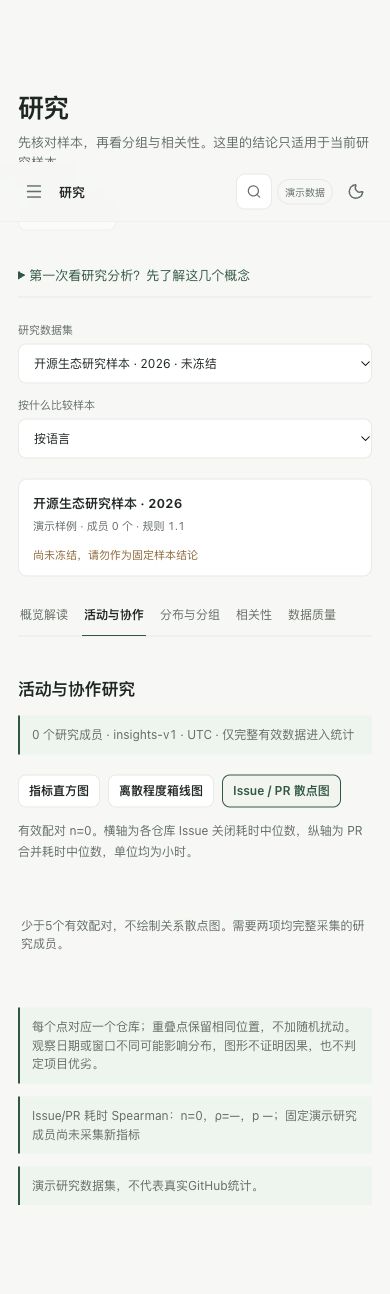 研究
先核对样本，再看分组与相关性。这里的结论只适用于当前研
研究
演示数据
第一次看研究分析？先了解这几个概念
研究数据集
开源生态研究样本 · 2026 · 未冻结
按什么比较样本
按语言
开源生态研究样本 · 2026
演示样例 · 成员 0 个 · 规则 1.1
尚未冻结，请勿作为固定样本结论
概览解读 活动与协作 分布与分组 相关性 数据质量
活动与协作研究
0 个研究成员 · insights-v1 · UTC · 仅完整有效数据进入统计
指标直方图 离散程度箱线图 Issue / PR 散点图
有效配对 n=0。横轴为各仓库 Issue 关闭耗时中位数，纵轴为 PR
合并耗时中位数，单位均为小时。
少于5个有效配对，不绘制关系散点图。需要两项均完整采集的研
究成员。
每个点对应一个仓库；重叠点保留相同位置，不加随机扰动。
观察日期或窗口不同可能影响分布，图形不证明因果，也不判
定项目优劣。
Issue/PR 耗时 Spearman：n=0，ρ=—，p —；固定演示研究
成员尚未采集新指标
演示研究数据集，不代表真实GitHub统计。